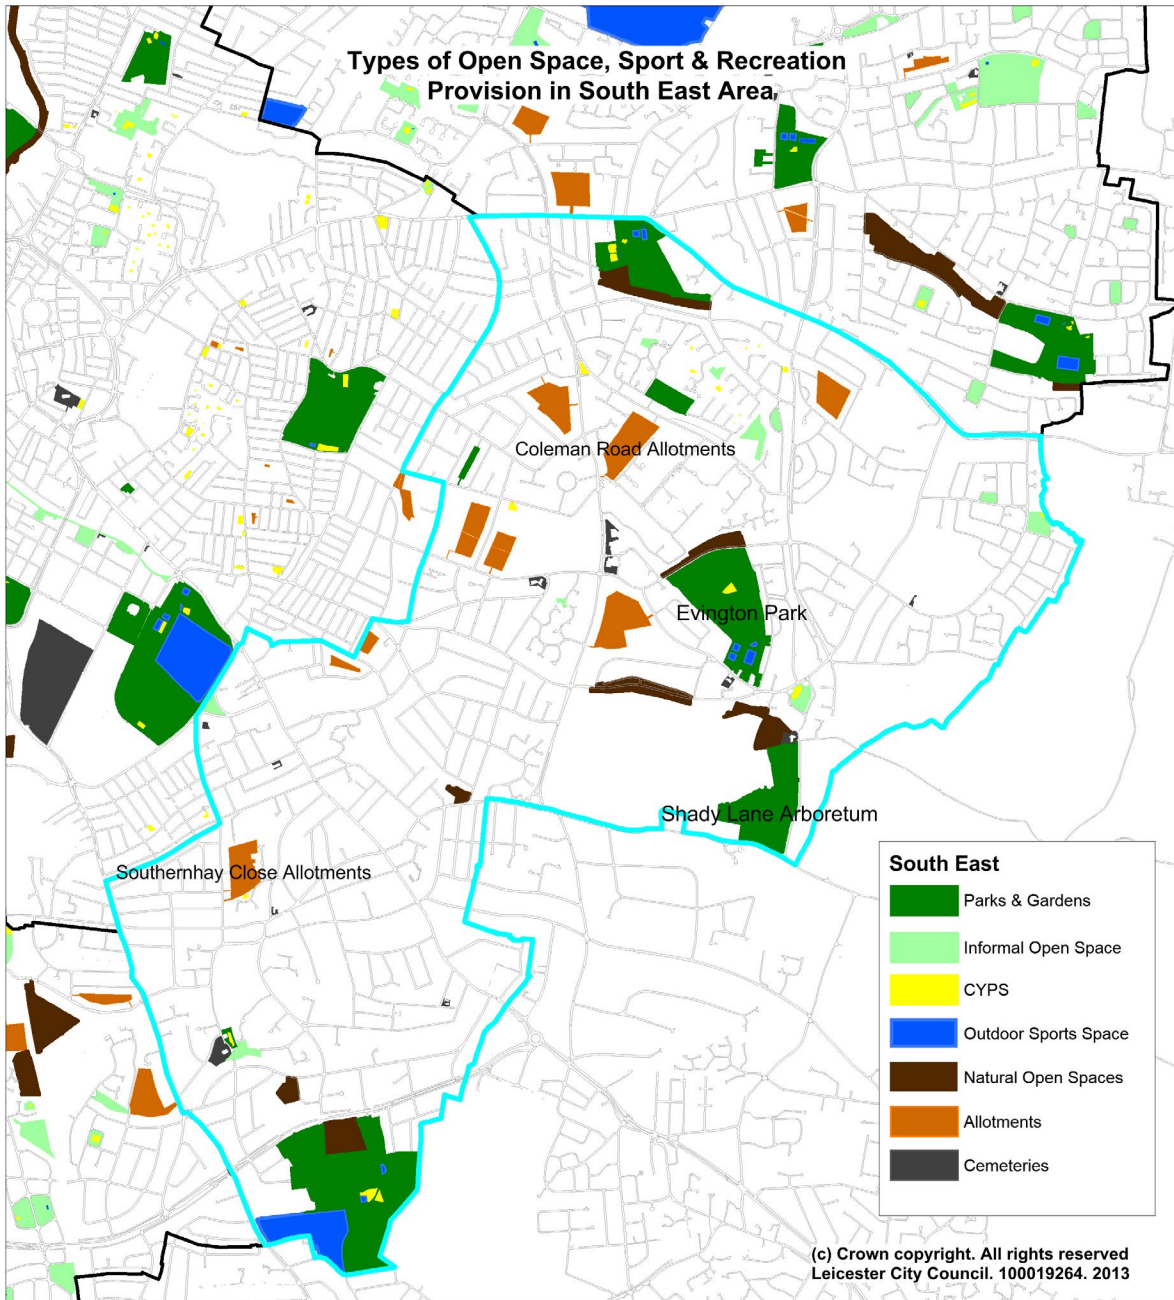 Types of Open Space, Sport & Recreation
Provision in South East Area
Coleman Road Allotments
Evington Park
Shady Lane Arboretum
Southernhay Close Allotments
South East
Parks & Gardens
Informal Open Space
CYPS
Outdoor Sports Space
Natural Open Spaces
Allotments
Cemeteries
(c) Crown copyright. All rights reserved
Leicester City Council. 100019264. 2013